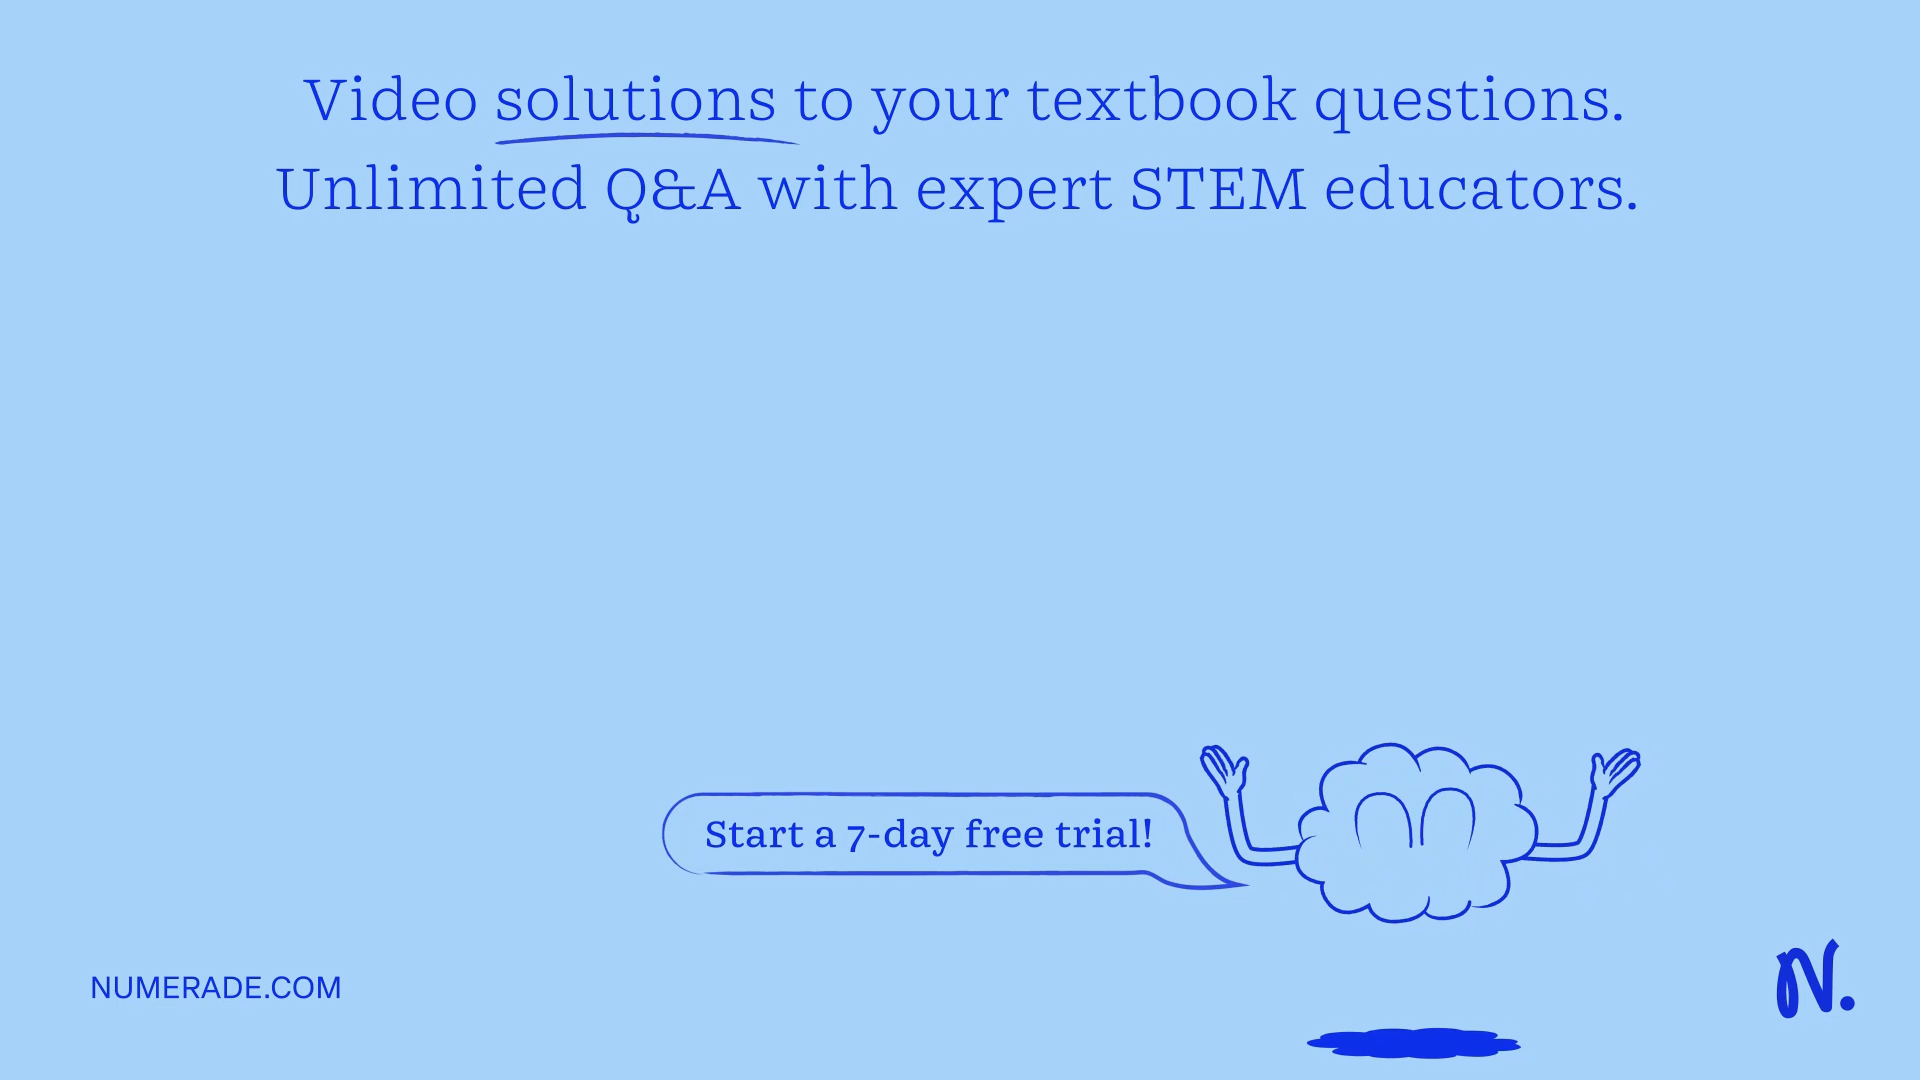 Video solutions to your textbook questions.
Unlimited Q&A with expert STEM educators.
Start a 7-day free trial!
NUMERADE.COM
N.